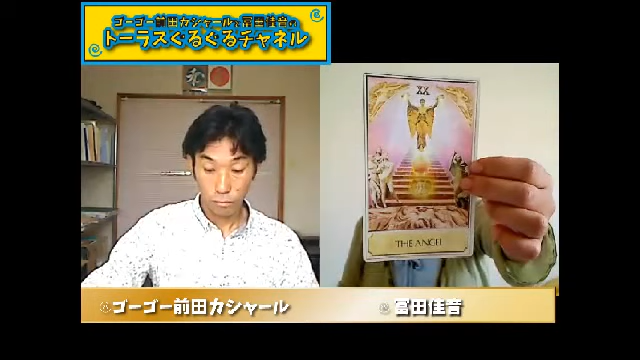 ゴーゴー前田カシャールと冨田佳音の
トーラスぐるぐるチャネル
XX
THE ANGEL
ゴーゴー前田カシャール
冨田佳音